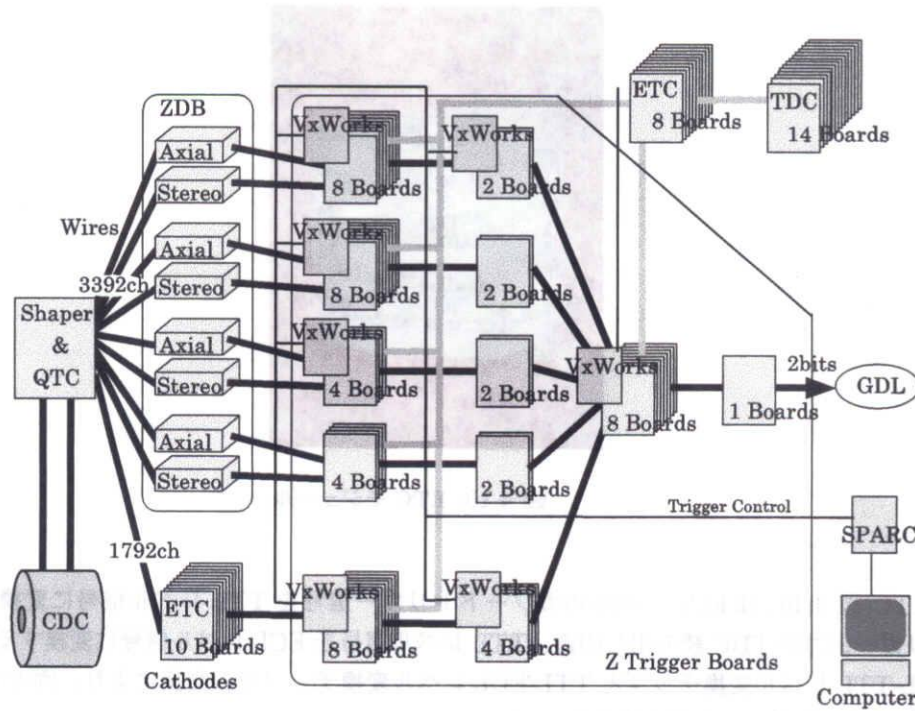 ZDB
Axial
Stereo
Axial
Stereo
Axial
Stereo
Axial
Stereo
Wires
3392ch
Shaper
&
QTC
CDC
1792ch
ETC
10 Boards
Cathodes
VxWorks
8 Boards
VxWorks
8 Boards
VxWorks
4 Boards
4 Boards
VxWorks
8 Boards
VxWorks
2 Boards
2 Boards
2 Boards
2 Boards
VxWorks
4 Boards
VxWorks
8 Boards
1 Boards
2bits
GDL
ETC
8 Boards
TDC
14 Boards
Trigger Control
SPARC
Computer
Z Trigger Boards